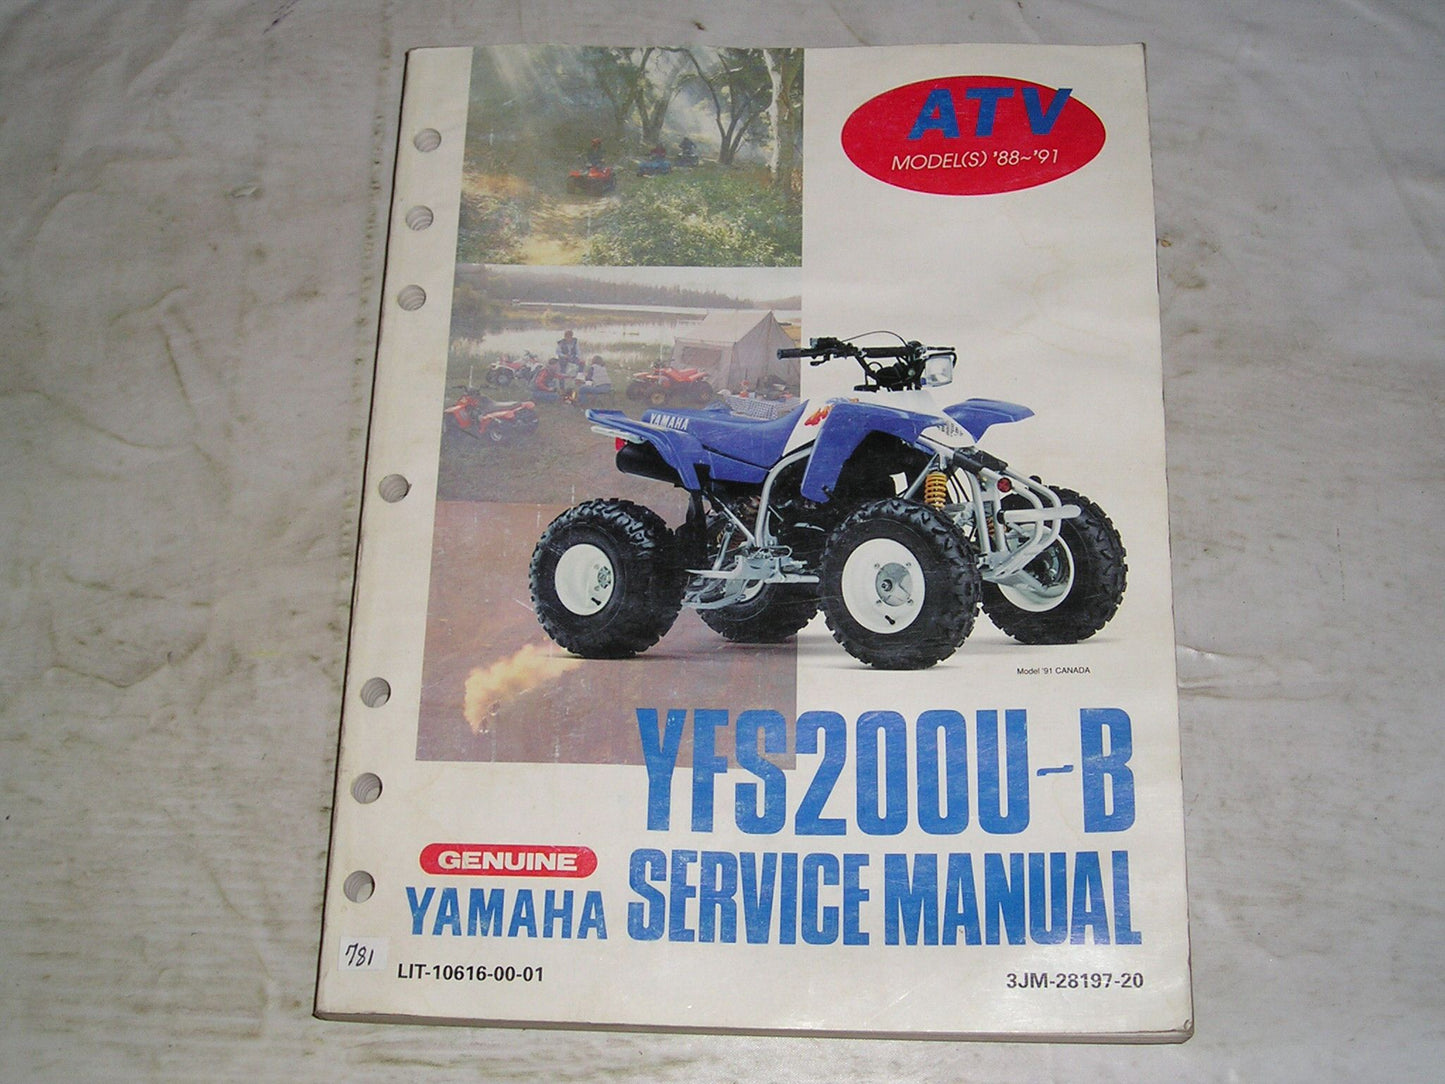 ATV
MODEL(S) '88~'91
YAMAHA
Model '91 CANADA
YFS200U~B
GENUINE
YAMAHA SERVICE MANUAL
781
LIT-10616-00-01
3JM-28197-20